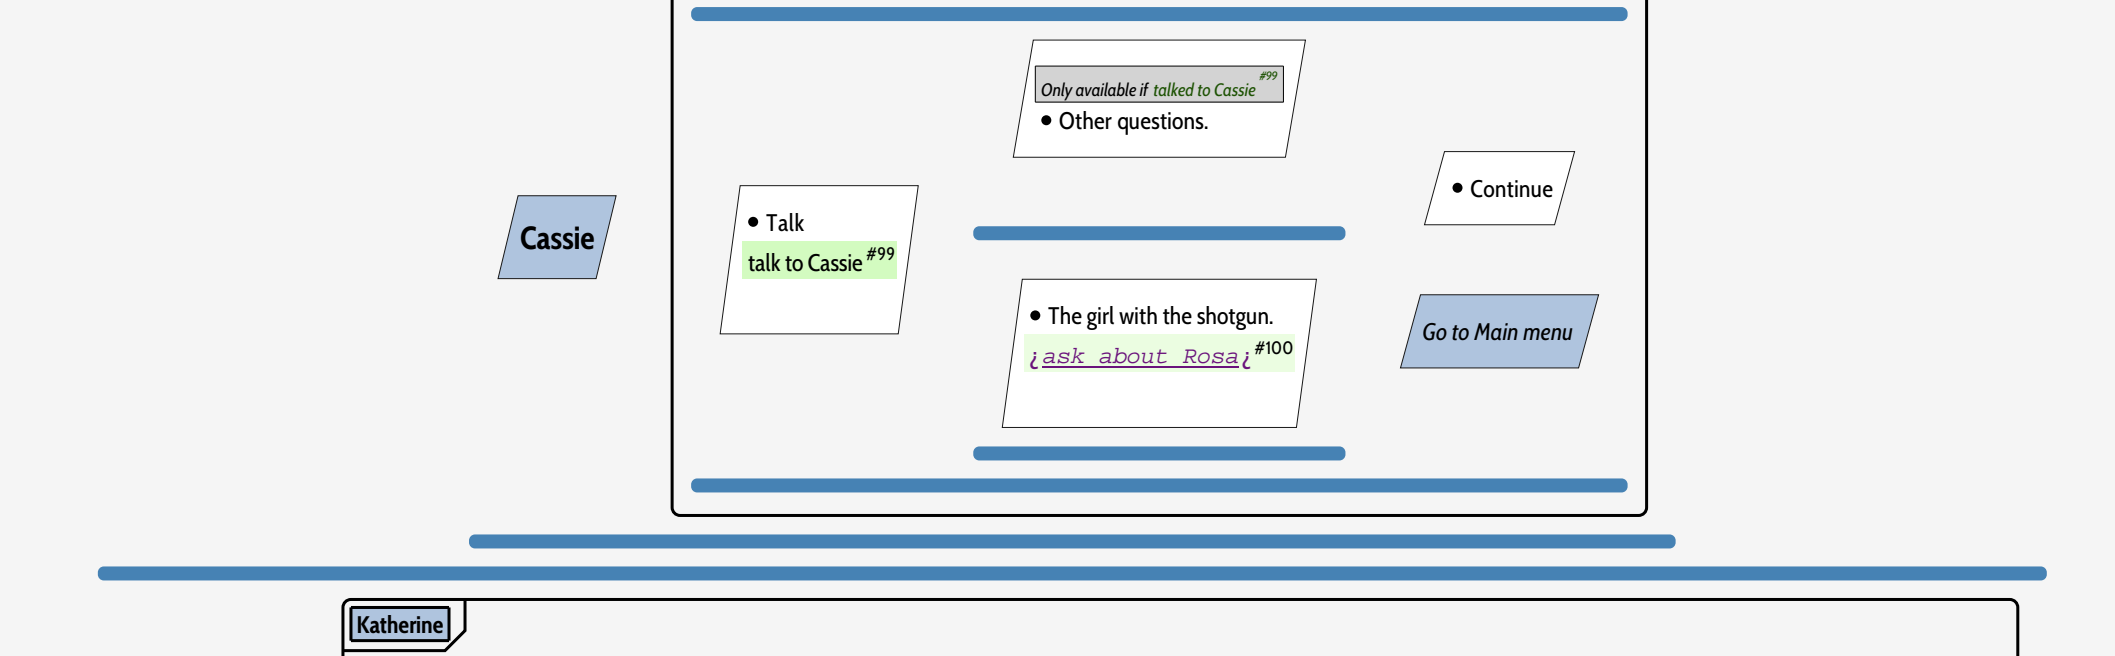 #99
Only available if talked to Cassie
• Other questions.
• Continue
• Talk
talk to Cassie #99
Cassie
• The girl with the shotgun.
¿ask about Rosa¿ #100
Go to Main menu
Katherine